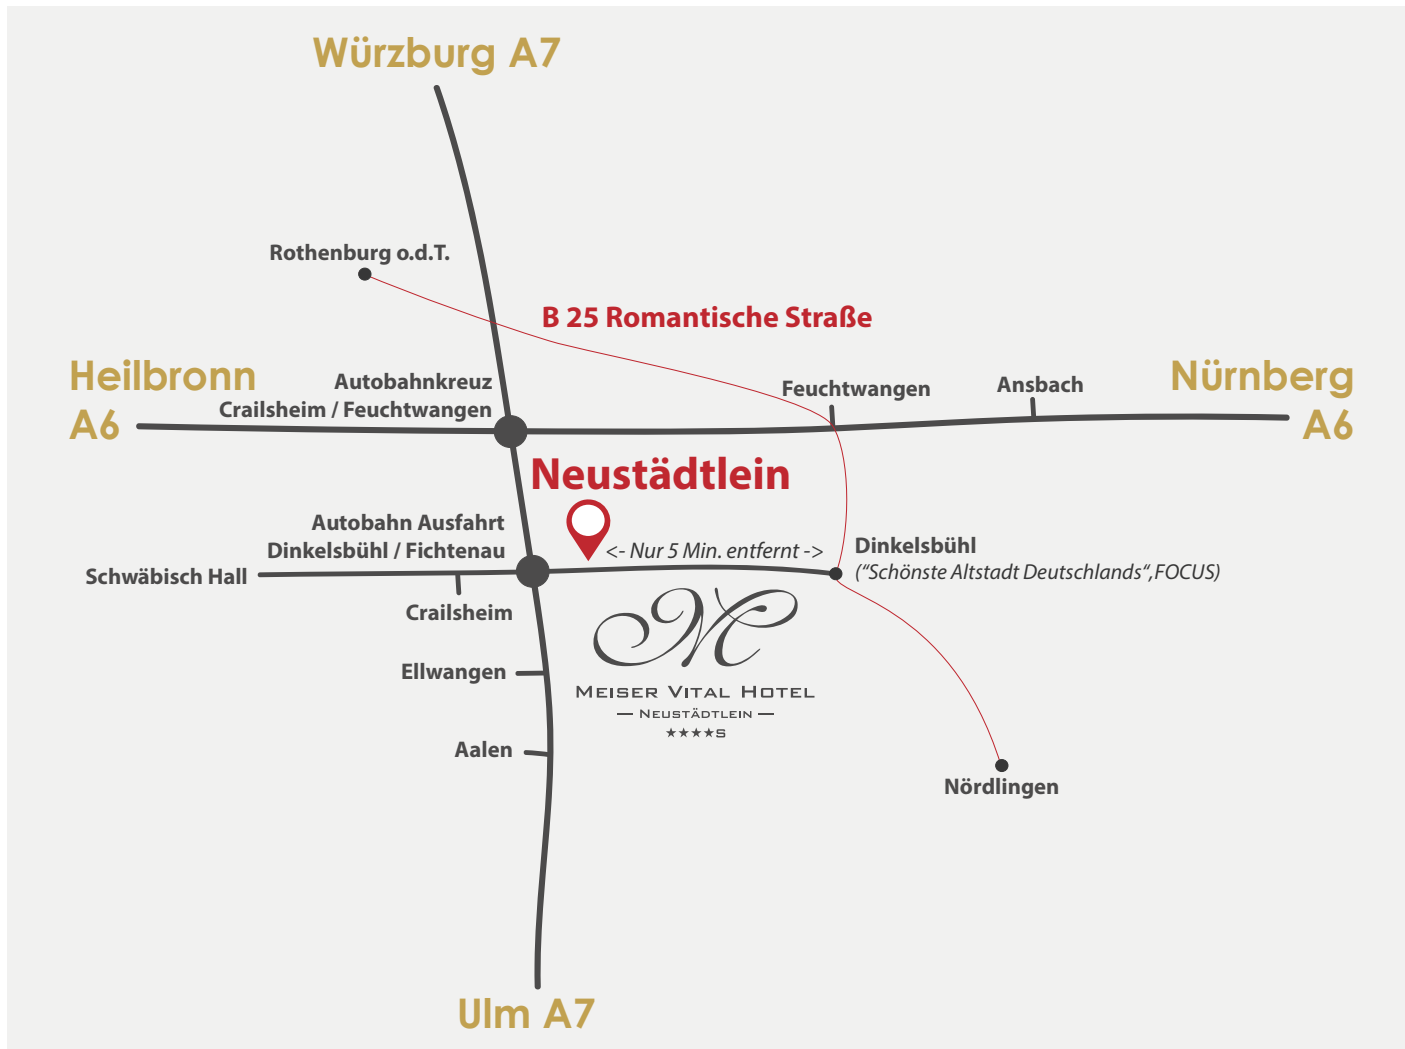 Würzburg A7
Rothenburg o.d.T.
B 25 Romantische Straße
Heilbronn
A6
Autobahnkreuz
Crailsheim / Feuchtwangen
Feuchtwangen
Ansbach
Nürnberg
A6
Neustädtlein
Autobahn Ausfahrt
Dinkelsbühl / Fichtenau
<- Nur 5 Min. entfernt ->
Dinkelsbühl
(“Schönste Altstadt Deutschlands“,FOCUS)
Schwäbisch Hall
Crailsheim
Ellwangen
Aalen
MEISER VITAL HOTEL
— NEUSTÄDTLEIN —
★★★★S
Nördlingen
Ulm A7